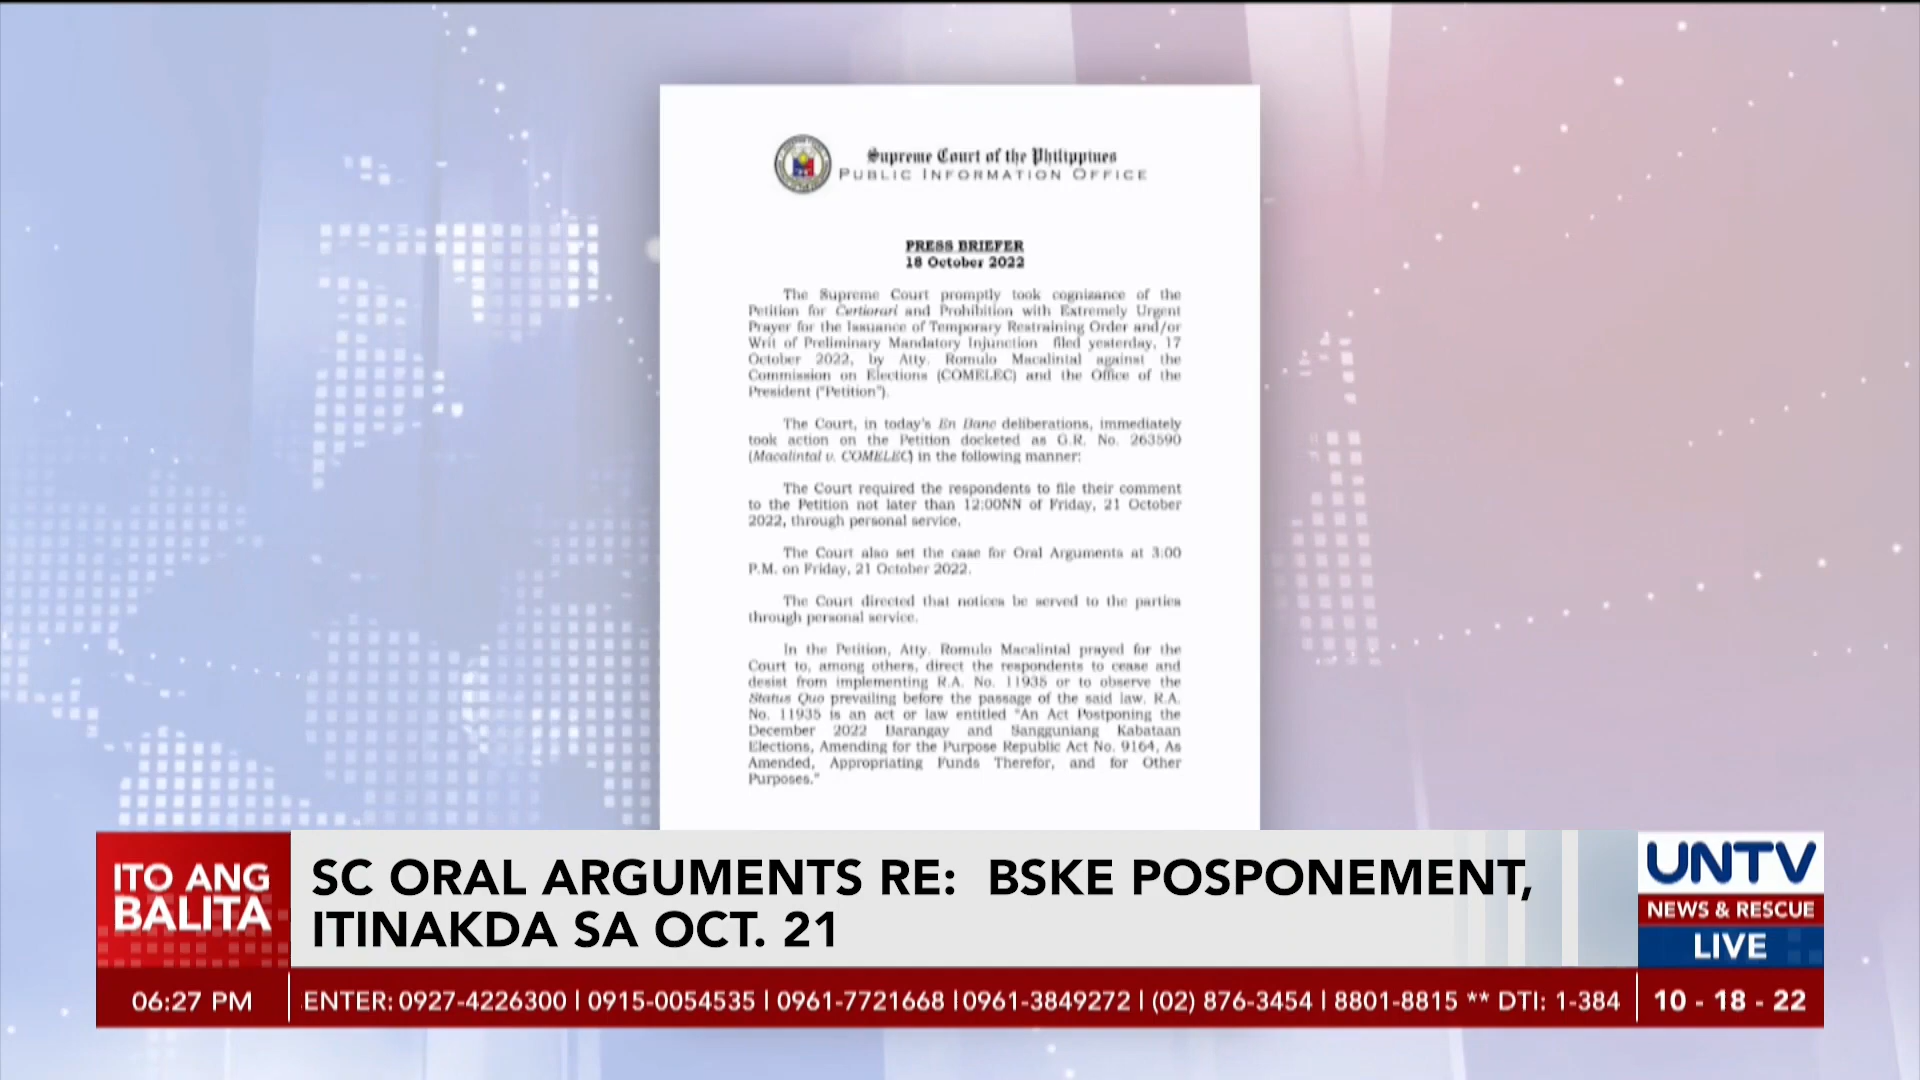 Supreme Court of the Philippines
PUBLIC INFORMATION OFFICE
PRESS BRIEFER
18 October 2022
The Supreme Court promptly took cognizance of the
Petition for Certiorari and Prohibition with Extremely Urgent
Prayer for the Issuance of Temporary Restraining Order and/or
Writ of Preliminary Mandatory Injunction filed yesterday, 17
October 2022, by Atty. Romulo Macalintal against the
Commission on Elections (COMELEC) and the Office of the
President ("Petition").
The Court, in today's En Banc deliberations, immediately
took action on the Petition docketed as G.R. No. 263590
(Macalintal v. COMELEC) in the following manner:
The Court required the respondents to file their comment
to the Petition not later than 12:00NN of Friday, 21 October
2022, through personal service.
The Court also set the case for Oral Arguments at 3:00
P.M. on Friday, 21 October 2022.
The Court directed that notices be served to the parties
through personal service.
In the Petition, Atty. Romulo Macalintal prayed for the
Court to, among others, direct the respondents to cease and
desist from implementing R.A. No. 11935 or to observe the
Status Quo prevailing before the passage of the said law. R.A.
No. 11935 is an act or law entitled "An Act Postponing the
December 2022 Barangay and Sangguniang Kabataan
Elections, Amending for the Purpose Republic Act No. 9164, As
Amended, Appropriating Funds Therefor, and for Other
Purposes."
ITO ANG
BALITA
SC ORAL ARGUMENTS RE: BSKE POSPONEMENT,
ITINAKDA SA OCT. 21
UNTV
NEWS & RESCUE
LIVE
06:27 PM
ENTER: 0927-4226300 | 0915-0054535 | 0961-7721668 |0961-3849272 | (02) 876-3454 | 8801-8815 ** DTI: 1-384
10 - 18 - 22